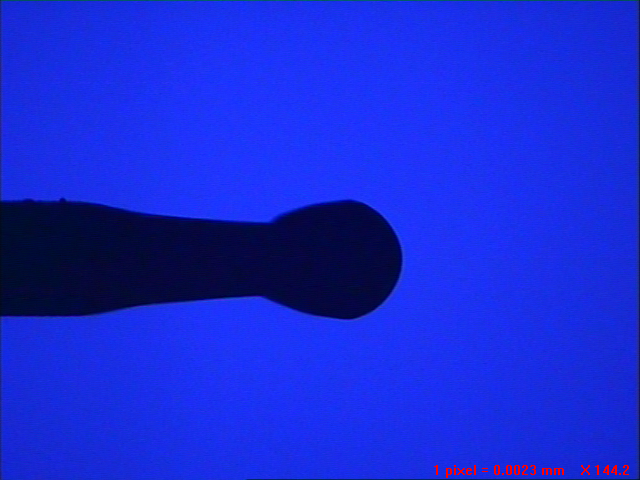 1 pixel = 0.0023 mm X 144.2